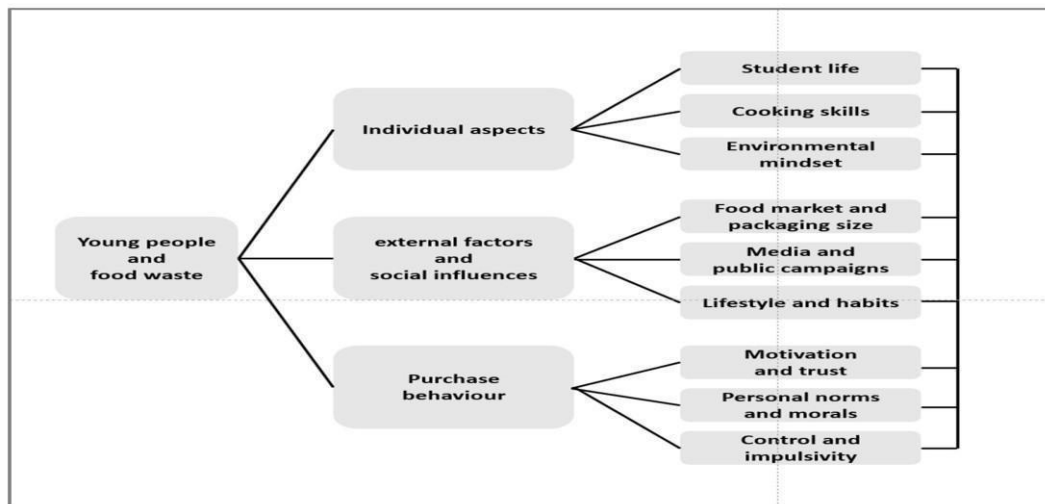 Young people
and
food waste
Individual aspects
external factors
and
social influences
Purchase
behaviour
Student life
Cooking skills
Environmental
mindset
Food market and
packaging size
Media and
public campaigns
Lifestyle and habits
Motivation
and trust
Personal norms
and morals
Control and
impulsivity